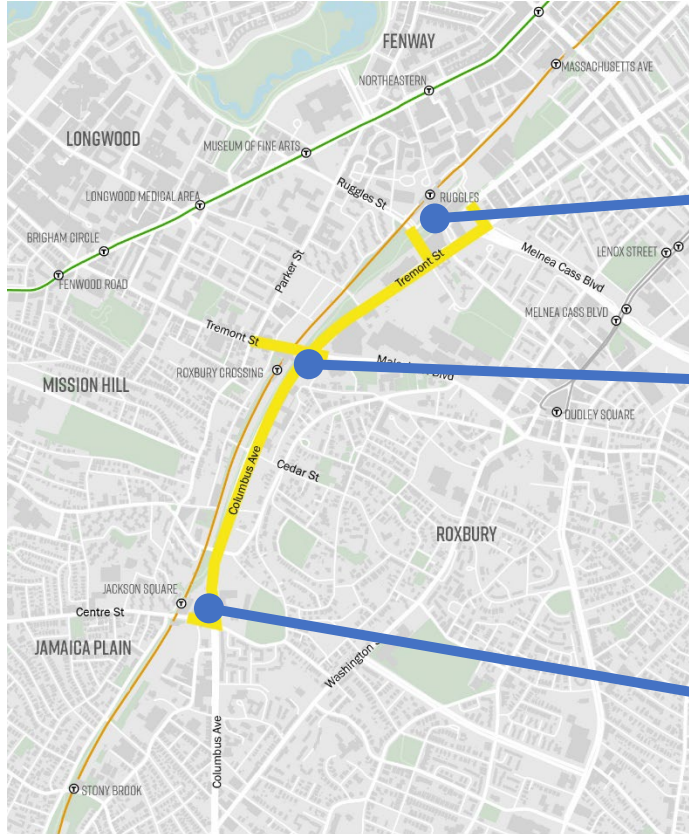 FENWAY
MASSACHUSETTS AVE
NORTHEASTERN
LONGWOOD
MUSEUM OF FINE ARTS
Ruggles St
RUGGLES
LONGWOOD MEDICAL AREA
BRIGHAM CIRCLE
Parker St
Tremont St
Melnea Cass Blvd
LENOX STREET
FENWOOD ROAD
MELNEA CASS BLVD
Tremont St
ROXBURY CROSSING
MISSION HILL
DUDLEY SQUARE
Cedar St
Columbus Ave
ROXBURY
JACKSON SQUARE
Centre St
JAMAICA PLAIN
Washington
Columbus Ave
STONY BROOK